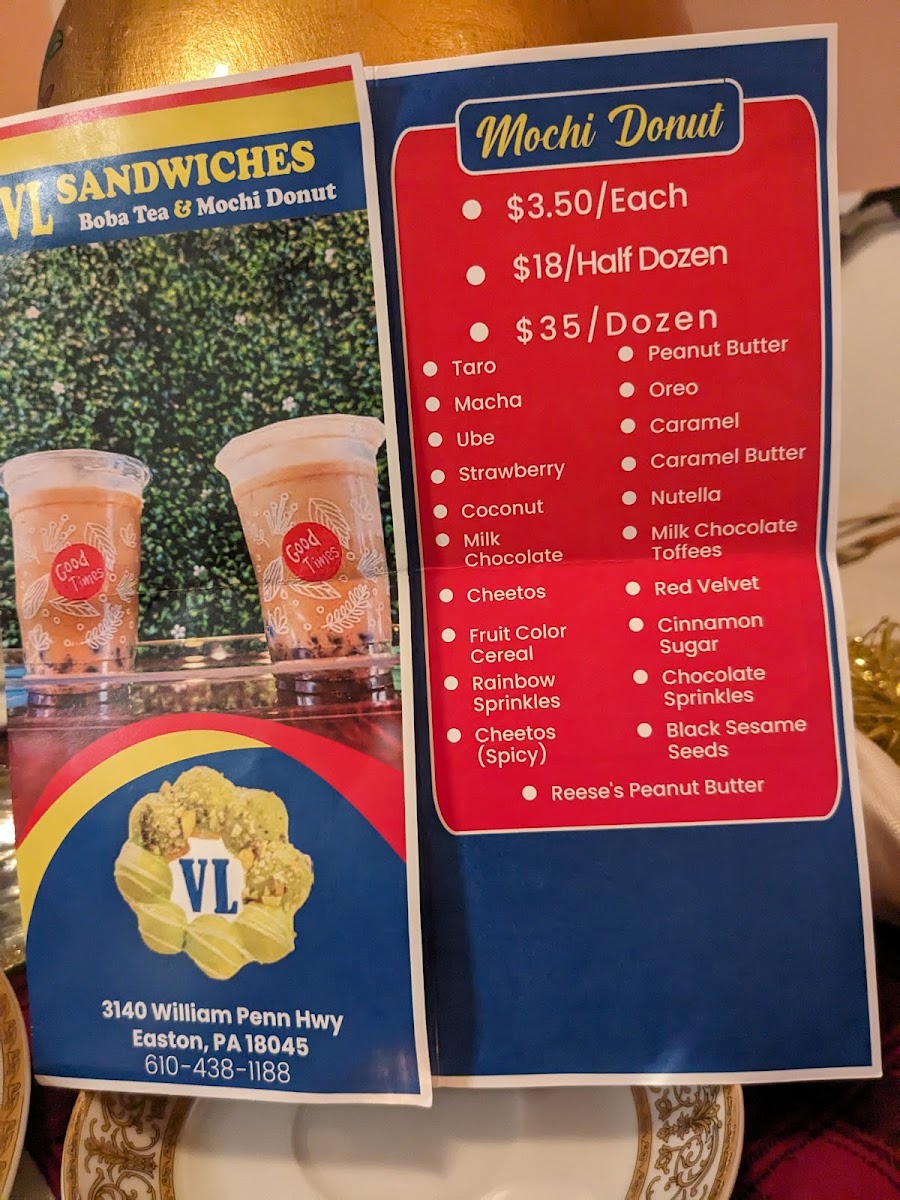 VL SANDWICHES
Boba Tea & Mochi Donut
Good
Times
Good
Times
VL
3140 William Penn Hwy
Easton, PA 18045
610-438-1188
Mochi Donut
$3.50/Each
$18/Half Dozen
$35/Dozen
Taro
Macha
Ube
Strawberry
Coconut
Milk
Chocolate
Cheetos
Fruit Color
Cereal
Rainbow
Sprinkles
Cheetos
(Spicy)
Peanut Butter
Oreo
Caramel
Caramel Butter
Nutella
Milk Chocolate
Toffees
Red Velvet
Cinnamon
Sugar
Chocolate
Sprinkles
Black Sesame
Seeds
Reese's Peanut Butter